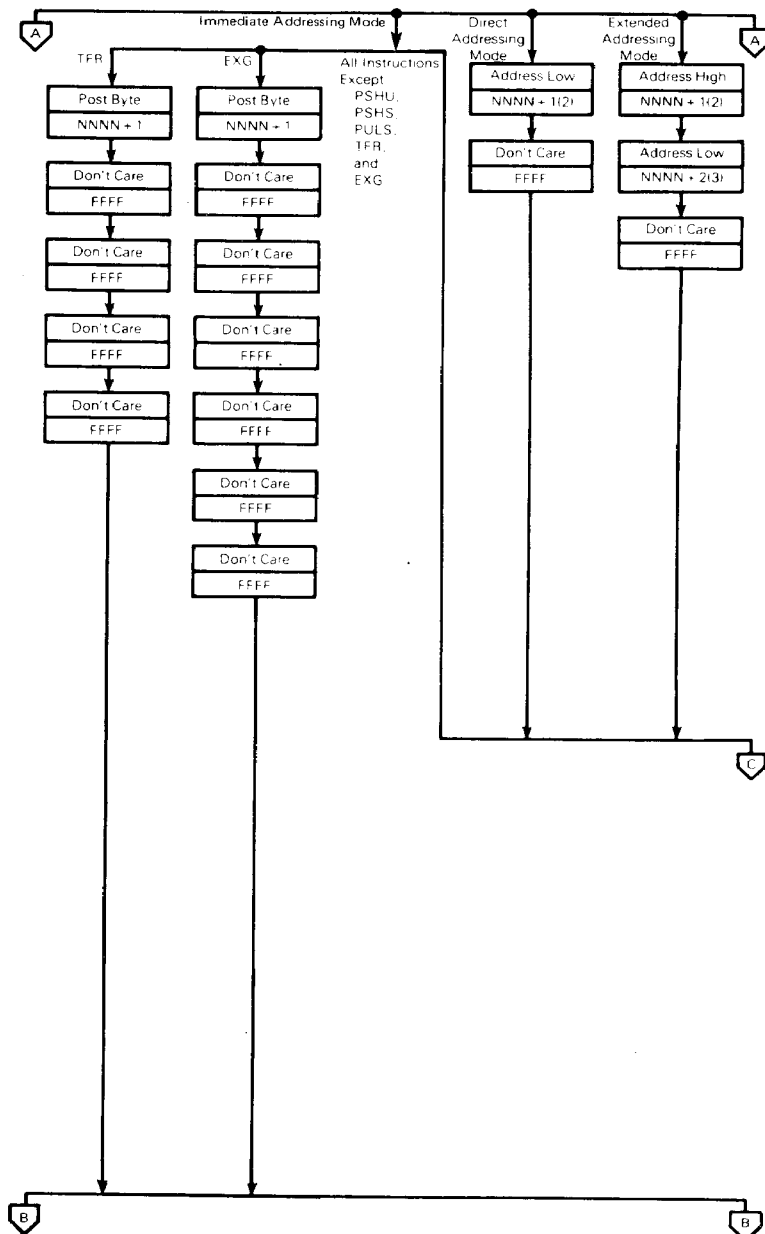 A
Immediate Addressing Mode
Direct
Addressing
Mode
Extended
Addressing
Mode
A
TFR
Post Byte
NNNN + 1
Don't Care
FFFF
Don't Care
FFFF
Don't Care
FFFF
Don't Care
FFFF
EXG
Post Byte
NNNN + 1
Don't Care
FFFF
Don't Care
FFFF
Don't Care
FFFF
Don't Care
FFFF
Don't Care
FFFF
Don't Care
FFFF
All Instructions
Except
PSHU,
PSHS,
PULS,
TFR,
and
EXG
Address Low
NNNN + 1(2)
Don't Care
FFFF
Address High
NNNN + 1(2)
Address Low
NNNN + 2(3)
Don't Care
FFFF
C
B
B